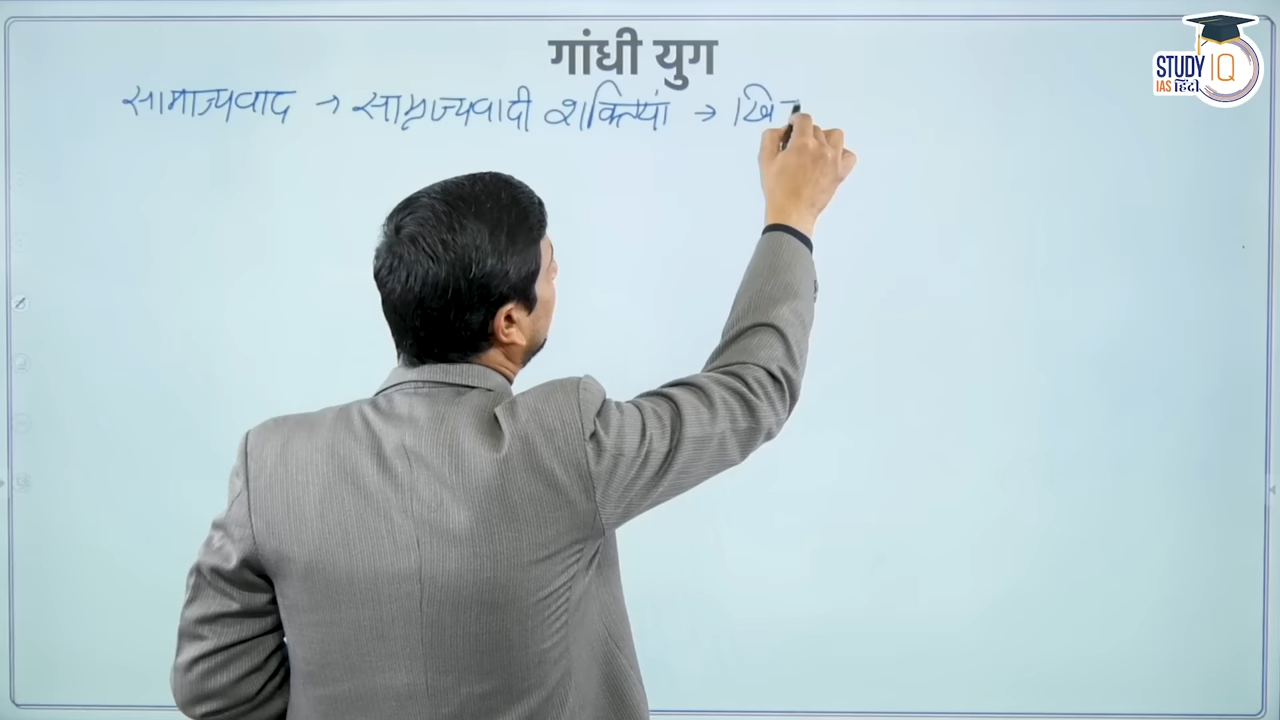 गांधी युग
STUDY IQ
IAS हिंदी
सामाज्यवाद → सामृज्यवादी शक्तियां →